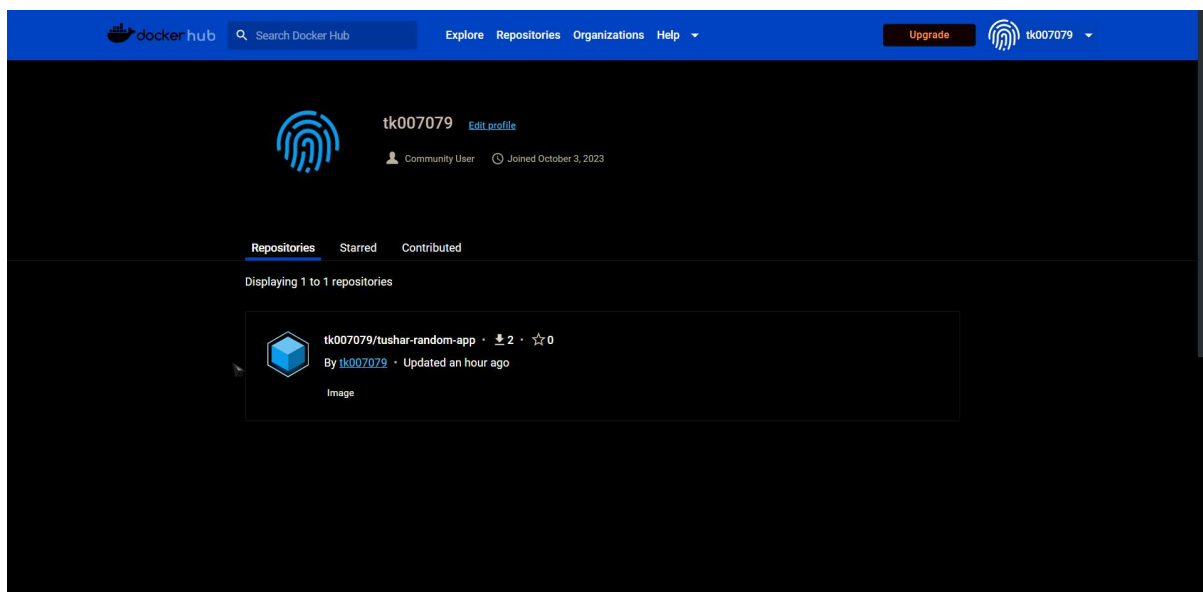 dockerhub Search Docker Hub Explore Repositories Organizations Help Upgrade tk007079
tk007079 Edit profile
Community User Joined October 3, 2023
Repositories Starred Contributed
Displaying 1 to 1 repositories
tk007079/tushar-random-app · 2 · 0
By tk007079 · Updated an hour ago
Image